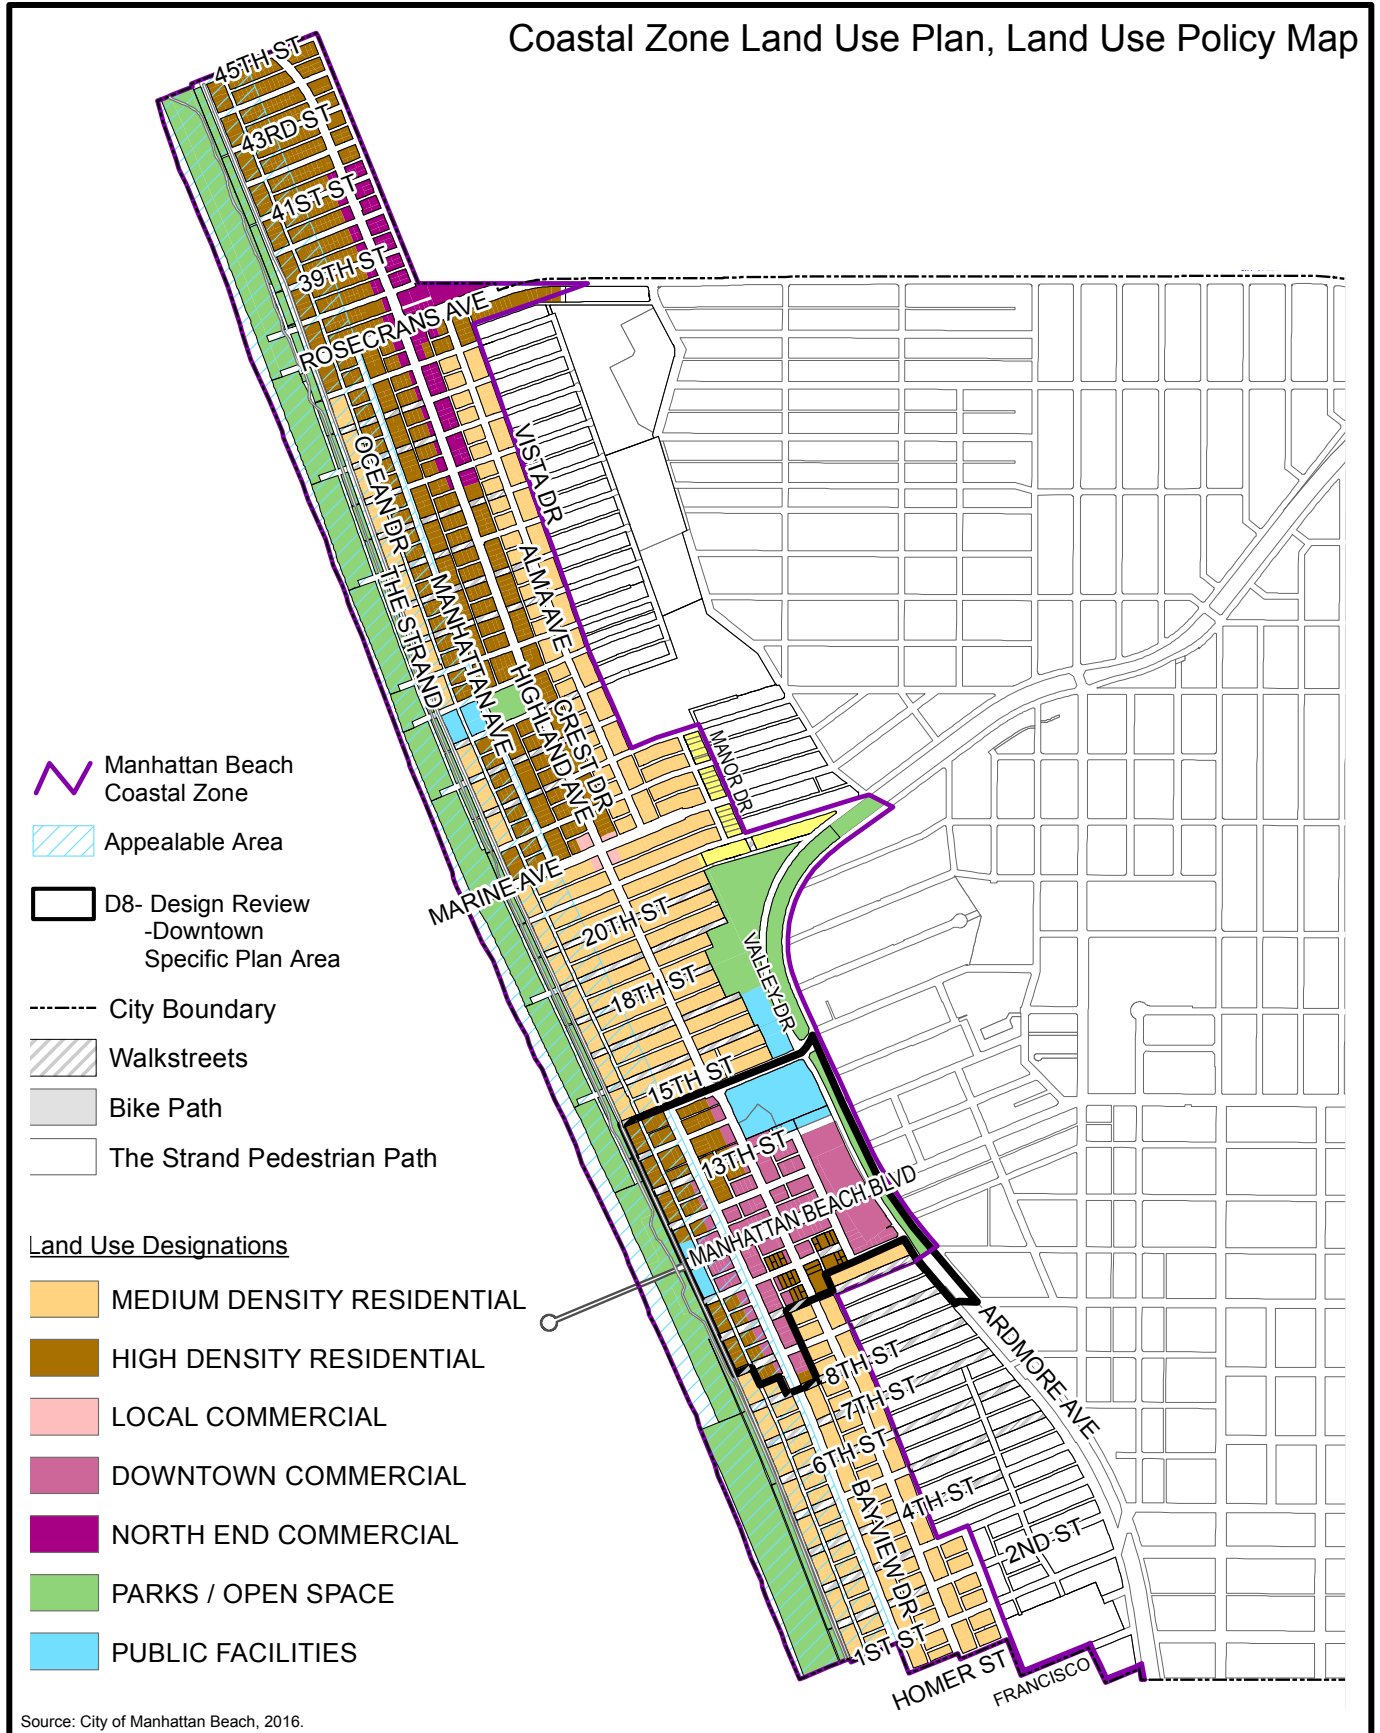 Coastal Zone Land Use Plan, Land Use Policy Map
45TH ST
43RD ST
41ST ST
39TH ST
ROSECRANS AVE
VISTA DR
OCEAN DR
THE STRAND
MANHATTAN AVE
ALMA AVE
HIGHLAND AVE
CREST DR
MANOR DR
MARINE AVE
20TH ST
18TH ST
VALLEY DR
15TH ST
13TH ST
MANHATTAN BEACH BLVD
8TH ST
7TH ST
6TH ST
4TH ST
2ND ST
ARDMORE AVE
BAYVIEW DR
1ST ST
HOMER ST
FRANCISCO
Manhattan Beach
Coastal Zone
Appealable Area
D8- Design Review
-Downtown
Specific Plan Area
City Boundary
Walkstreets
Bike Path
The Strand Pedestrian Path
Land Use Designations
MEDIUM DENSITY RESIDENTIAL
HIGH DENSITY RESIDENTIAL
LOCAL COMMERCIAL
DOWNTOWN COMMERCIAL
NORTH END COMMERCIAL
PARKS / OPEN SPACE
PUBLIC FACILITIES
Source: City of Manhattan Beach, 2016.